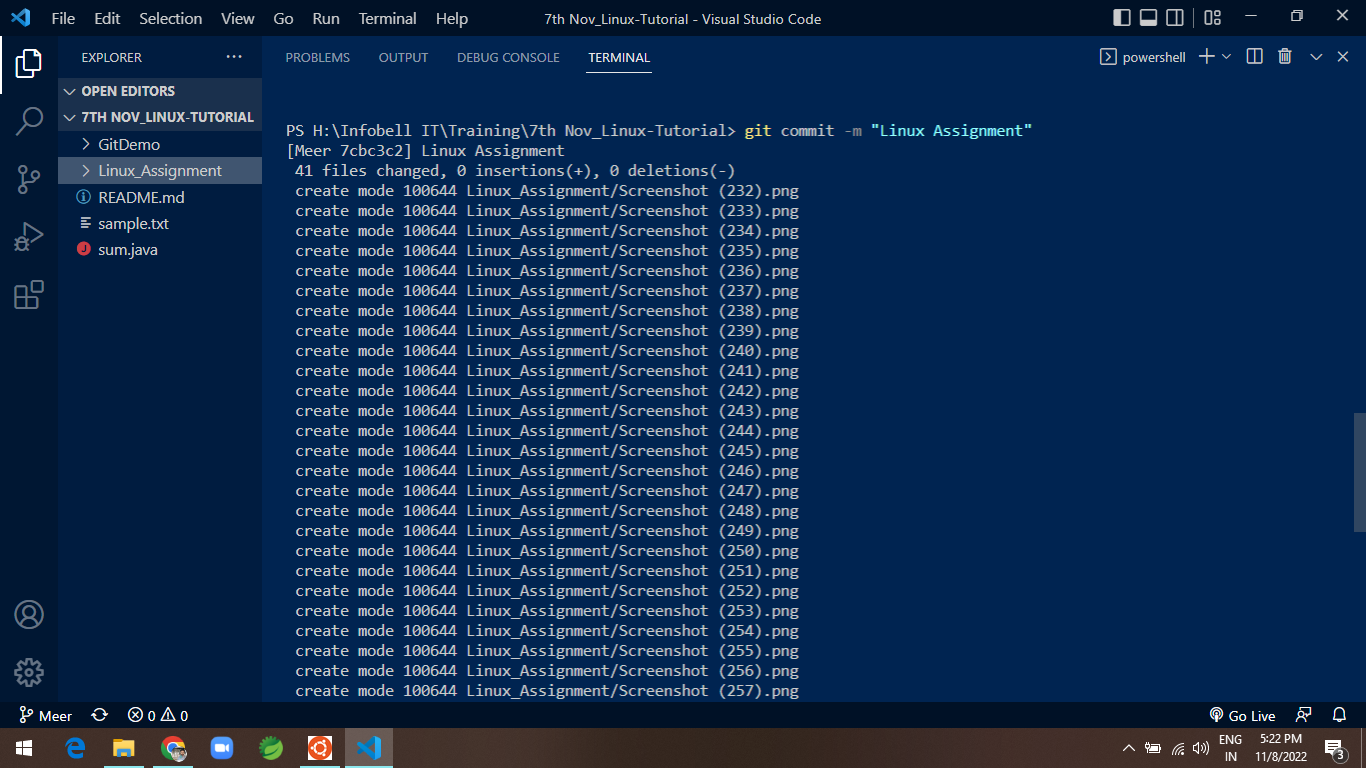 File Edit Selection View Go Run Terminal Help 7th Nov_Linux-Tutorial - Visual Studio Code
EXPLORER ... PROBLEMS OUTPUT DEBUG CONSOLE TERMINAL powershell
OPEN EDITORS
7TH NOV_LINUX-TUTORIAL
GitDemo
Linux_Assignment
README.md
sample.txt
sum.java
PS H:\Infobell IT\Training\7th Nov_Linux-Tutorial> git commit -m "Linux Assignment"
[Meer 7cbc3c2] Linux Assignment
41 files changed, 0 insertions(+), 0 deletions(-)
create mode 100644 Linux_Assignment/Screenshot (232).png
create mode 100644 Linux_Assignment/Screenshot (233).png
create mode 100644 Linux_Assignment/Screenshot (234).png
create mode 100644 Linux_Assignment/Screenshot (235).png
create mode 100644 Linux_Assignment/Screenshot (236).png
create mode 100644 Linux_Assignment/Screenshot (237).png
create mode 100644 Linux_Assignment/Screenshot (238).png
create mode 100644 Linux_Assignment/Screenshot (239).png
create mode 100644 Linux_Assignment/Screenshot (240).png
create mode 100644 Linux_Assignment/Screenshot (241).png
create mode 100644 Linux_Assignment/Screenshot (242).png
create mode 100644 Linux_Assignment/Screenshot (243).png
create mode 100644 Linux_Assignment/Screenshot (244).png
create mode 100644 Linux_Assignment/Screenshot (245).png
create mode 100644 Linux_Assignment/Screenshot (246).png
create mode 100644 Linux_Assignment/Screenshot (247).png
create mode 100644 Linux_Assignment/Screenshot (248).png
create mode 100644 Linux_Assignment/Screenshot (249).png
create mode 100644 Linux_Assignment/Screenshot (250).png
create mode 100644 Linux_Assignment/Screenshot (251).png
create mode 100644 Linux_Assignment/Screenshot (252).png
create mode 100644 Linux_Assignment/Screenshot (253).png
create mode 100644 Linux_Assignment/Screenshot (254).png
create mode 100644 Linux_Assignment/Screenshot (255).png
create mode 100644 Linux_Assignment/Screenshot (256).png
create mode 100644 Linux_Assignment/Screenshot (257).png
Meer 0 0 Go Live
ENG 5:22 PM
IN 11/8/2022 3